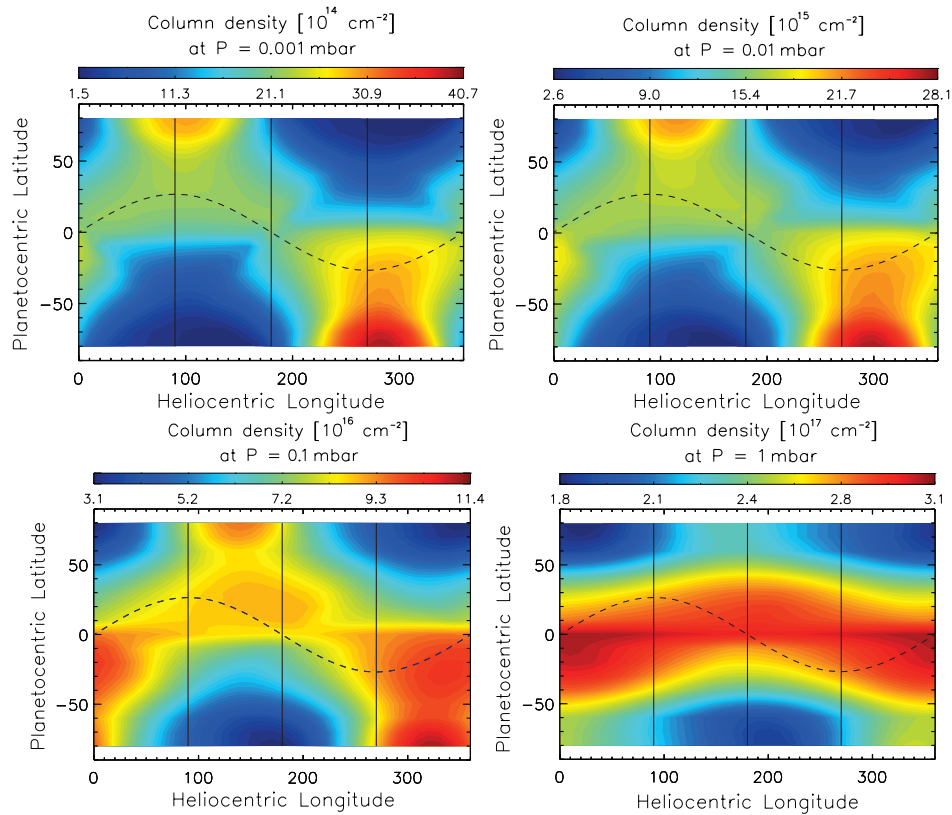 Column density [10^14 cm^-2]
at P = 0.001 mbar
1.5 11.3 21.1 30.9 40.7
Planetocentric Latitude
50
0
-50
0 100 200 300
Heliocentric Longitude
Column density [10^15 cm^-2]
at P = 0.01 mbar
2.6 9.0 15.4 21.7 28.1
Planetocentric Latitude
50
0
-50
0 100 200 300
Heliocentric Longitude
Column density [10^16 cm^-2]
at P = 0.1 mbar
3.1 5.2 7.2 9.3 11.4
Planetocentric Latitude
50
0
-50
0 100 200 300
Heliocentric Longitude
Column density [10^17 cm^-2]
at P = 1 mbar
1.8 2.1 2.4 2.8 3.1
Planetocentric Latitude
50
0
-50
0 100 200 300
Heliocentric Longitude